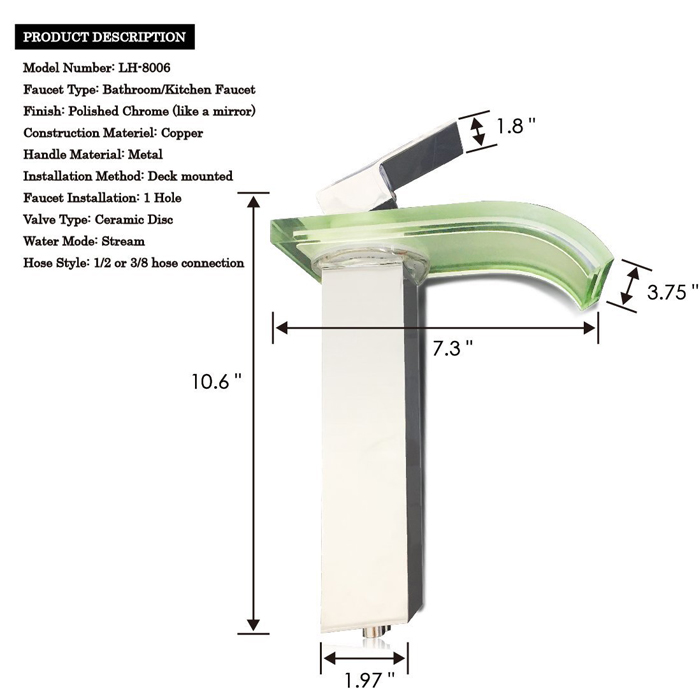 PRODUCT DESCRIPTION
Model Number: LH-8006
Faucet Type: Bathroom/Kitchen Faucet
Finish: Polished Chrome (like a mirror)
Construction Materiel: Copper
Handle Material: Metal
Installation Method: Deck mounted
Faucet Installation: 1 Hole
Valve Type: Ceramic Disc
Water Mode: Stream
Hose Style: 1/2 or 3/8 hose connection
1.8 "
3.75 "
7.3 "
10.6 "
1.97 "